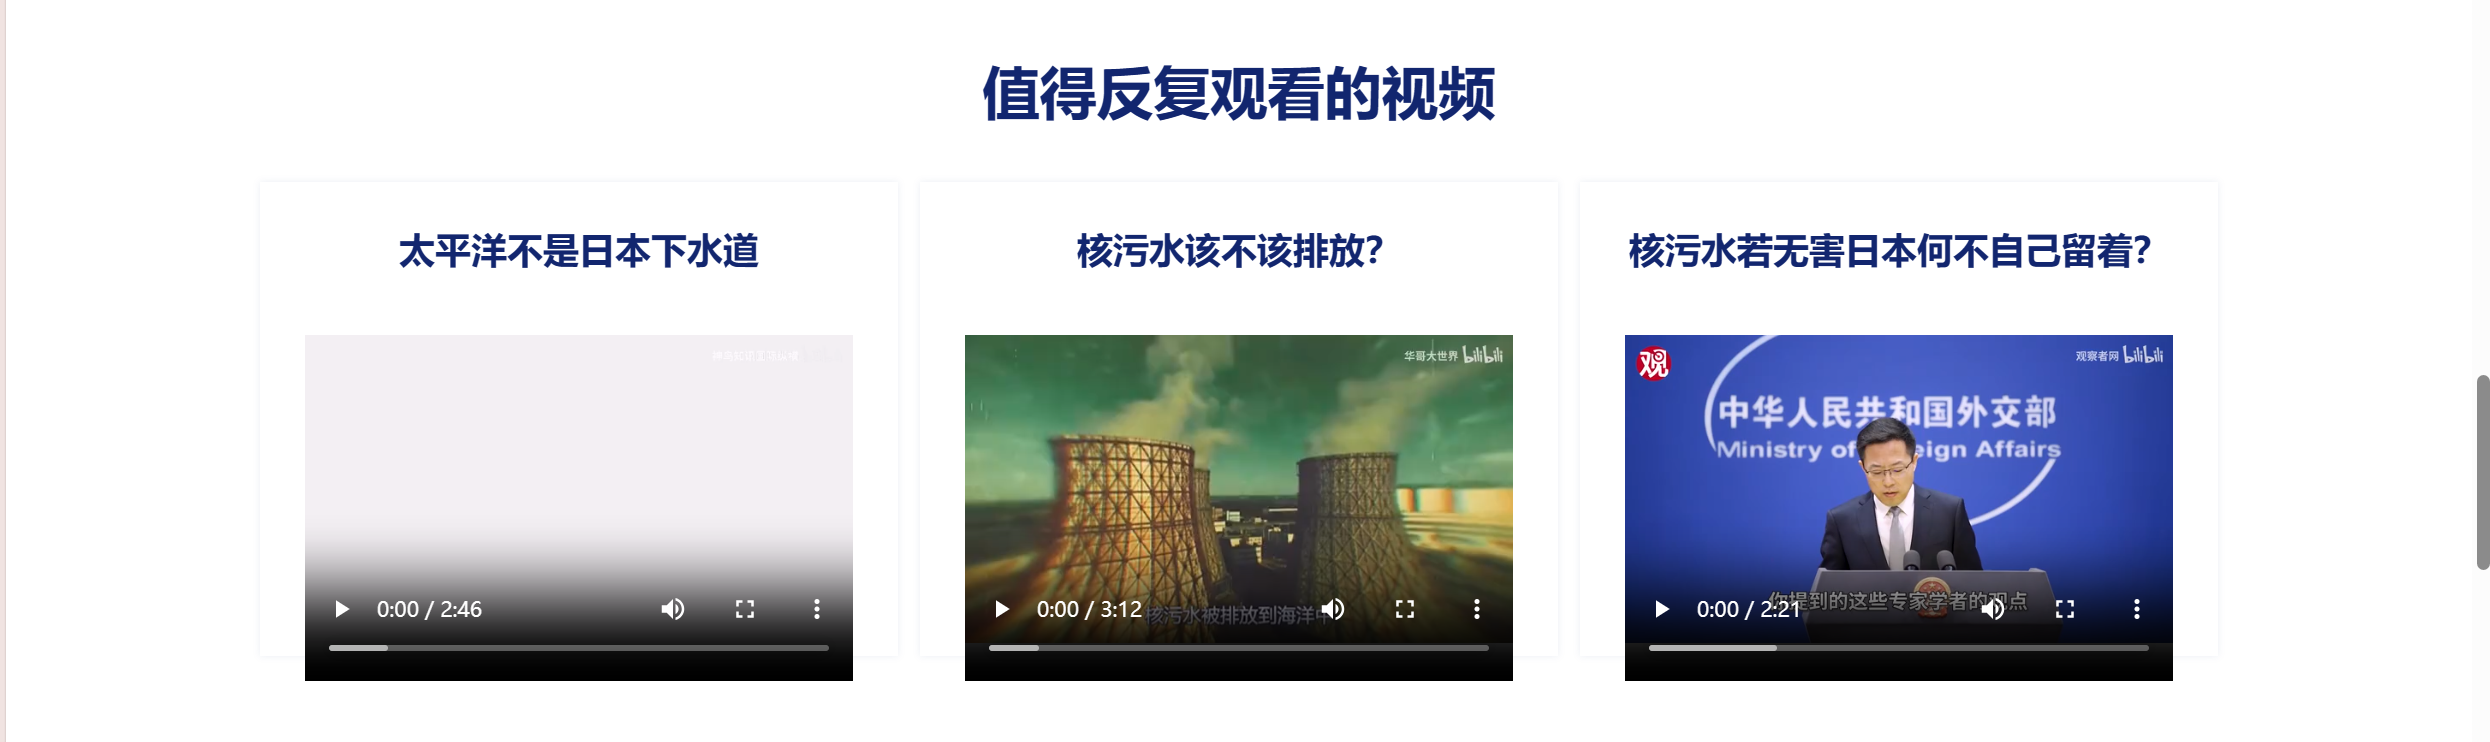 值得反复观看的视频
太平洋不是日本下水道
核污水该不该排放？
核污水若无害日本何不自己留着？
0:00 / 2:46
华哥大世界 bilibili
核污水被排放到海洋中
0:00 / 3:12
观
观察者网 bilibili
中华人民共和国外交部
Ministry of eign Affairs
你提到的这些专家学者的观点
0:00 / 2:21